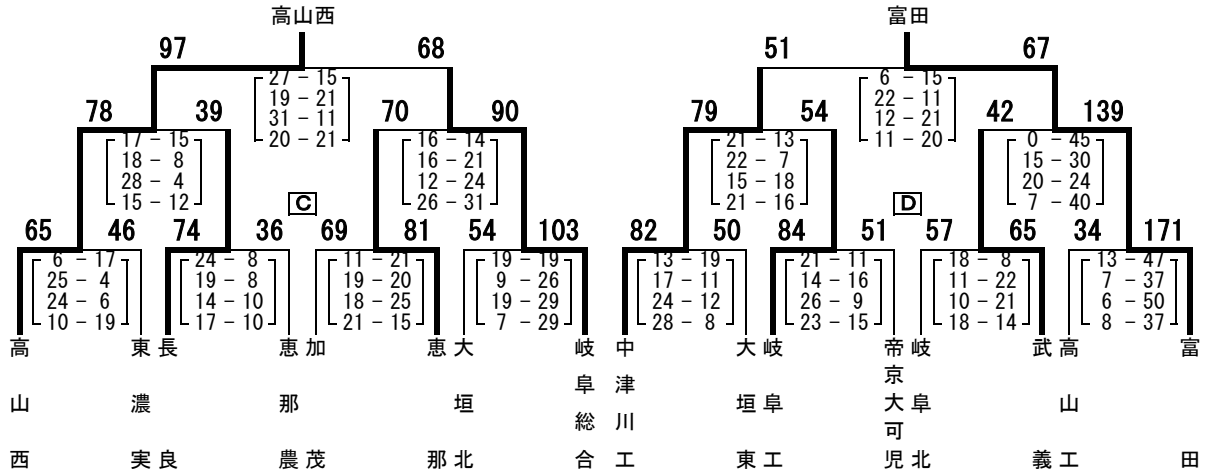 高山西 富田
97 68 51 67
27 - 15 6 - 15
19 - 21 22 - 11
31 - 11 12 - 21
20 - 21 11 - 20
78 39 70 90 79 54 42 139
17 - 15 16 - 14 21 - 13 0 - 45
18 - 8 16 - 21 22 - 7 15 - 30
28 - 4 12 - 24 15 - 18 20 - 24
15 - 12 26 - 31 21 - 16 7 - 40
C D
65 46 74 36 69 81 54 103 82 50 84 51 57 65 34 171
6 - 17 24 - 8 11 - 21 19 - 19 13 - 19 21 - 11 18 - 8 13 - 47
25 - 4 19 - 8 19 - 20 9 - 26 17 - 11 14 - 16 11 - 22 7 - 37
24 - 6 14 - 10 18 - 25 19 - 29 24 - 12 26 - 9 10 - 21 6 - 50
10 - 19 17 - 10 21 - 15 7 - 29 28 - 8 23 - 15 18 - 14 8 - 37
高山西
東濃実
長良
恵那農
加茂
恵那
大垣北
岐阜総合
中津川工
大垣東
岐阜工
帝京大可児
岐阜北
武義
高山
富田